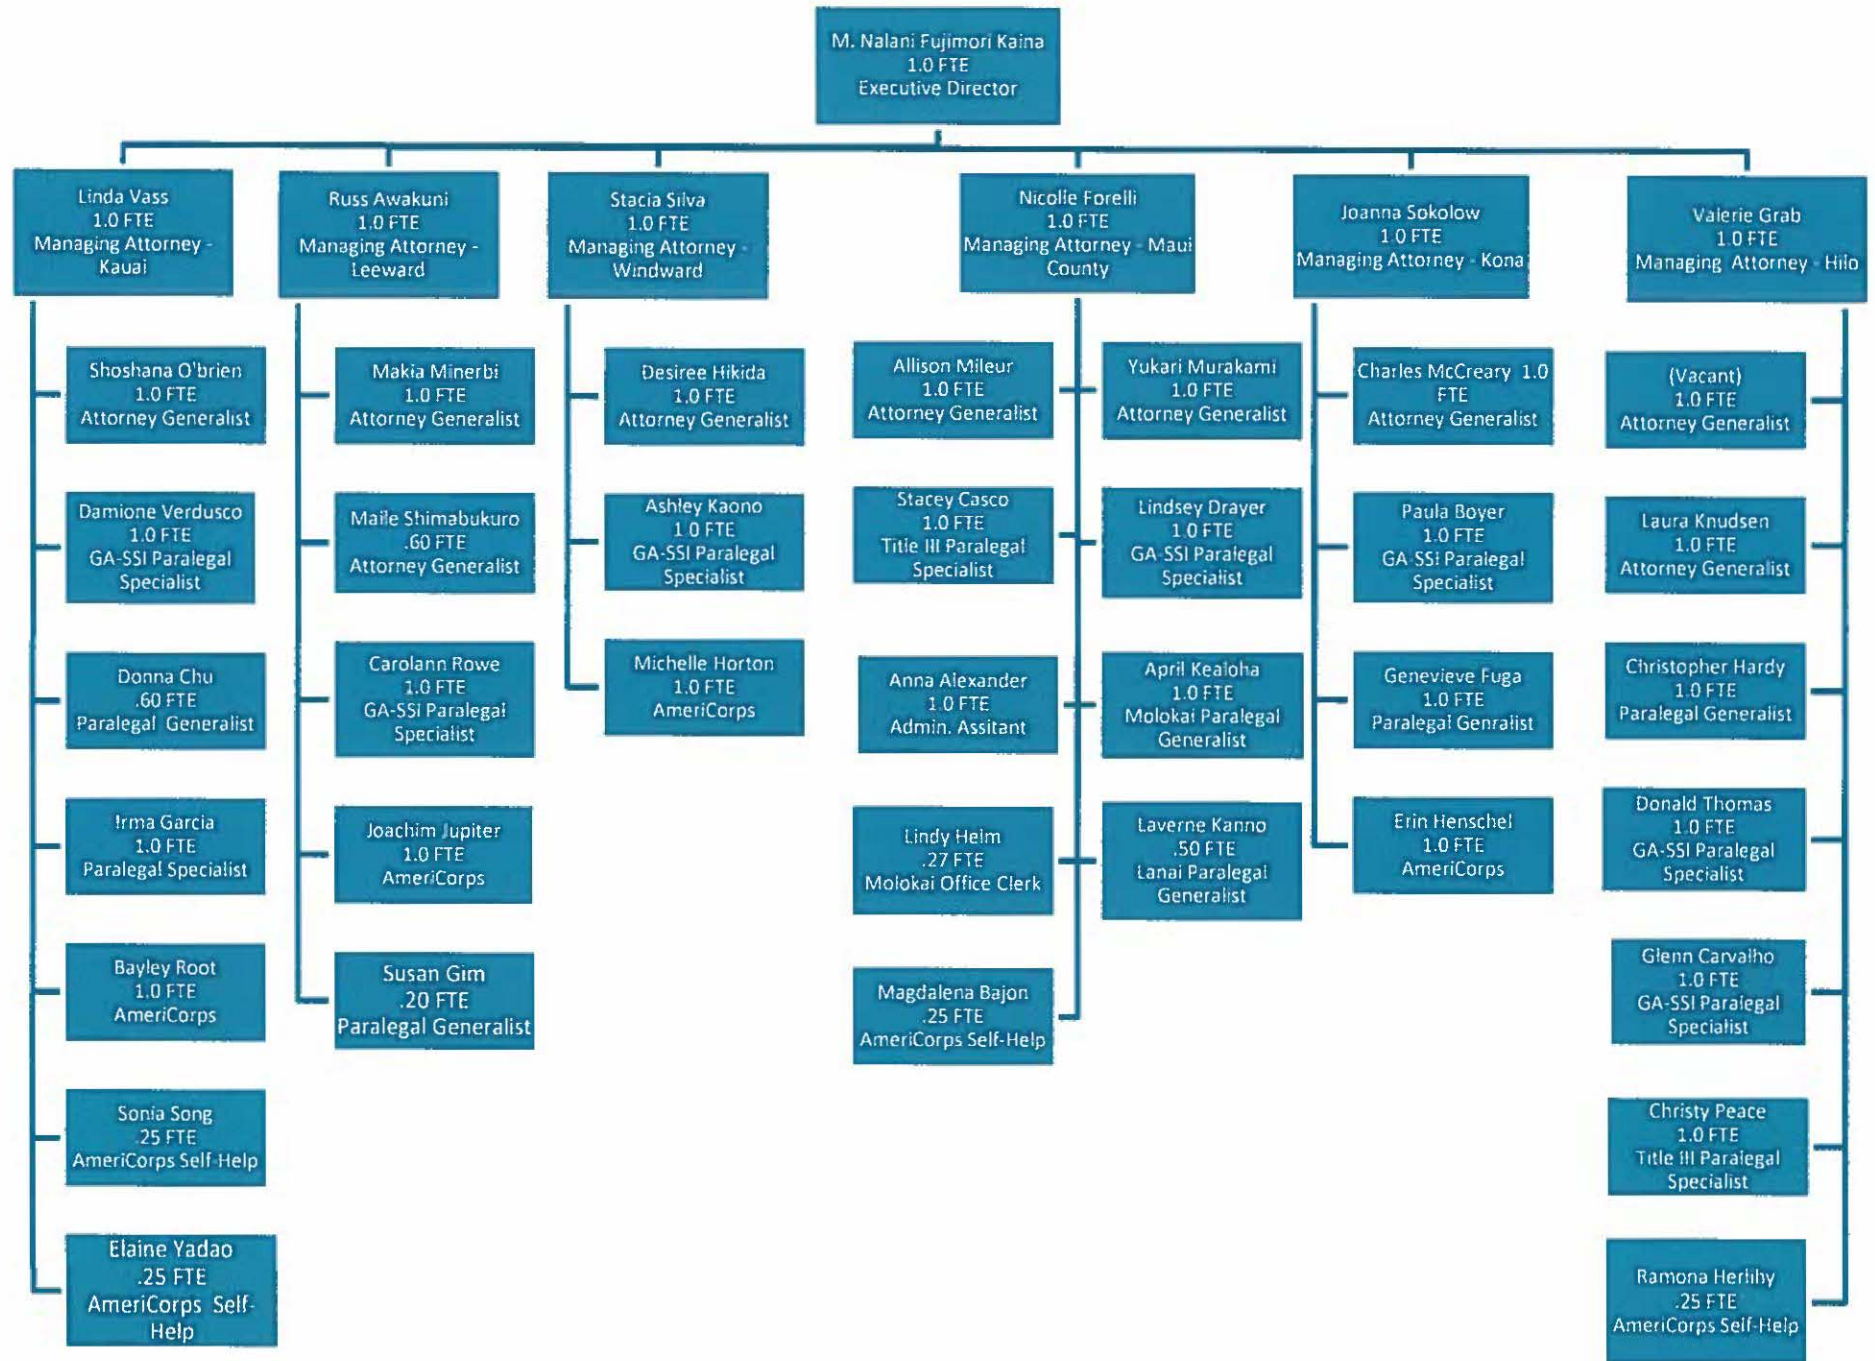 M. Nalani Fujimori Kaina
1.0 FTE
Executive Director
Linda Vass
1.0 FTE
Managing Attorney -
Kauai
Russ Awakuni
1.0 FTE
Managing Attorney -
Leeward
Stacia Silva
1.0 FTE
Managing Attorney -
Windward
Nicolle Forelli
1.0 FTE
Managing Attorney - Maui
County
Joanna Sokolow
1.0 FTE
Managing Attorney - Kona
Valerie Grab
1.0 FTE
Managing Attorney - Hilo
Shoshana O'brien
1.0 FTE
Attorney Generalist
Damione Verdusco
1.0 FTE
GA-SSI Paralegal
Specialist
Donna Chu
.60 FTE
Paralegal Generalist
Irma Garcia
1.0 FTE
Paralegal Specialist
Bayley Root
1.0 FTE
AmeriCorps
Sonia Song
.25 FTE
AmeriCorps Self-Help
Elaine Yadao
.25 FTE
AmeriCorps Self-
Help
Makia Minerbi
1.0 FTE
Attorney Generalist
Maile Shimabukuro
.60 FTE
Attorney Generalist
Carolann Rowe
1.0 FTE
GA-SSI Paralegal
Specialist
Joachim Jupiter
1.0 FTE
AmeriCorps
Susan Gim
.20 FTE
Paralegal Generalist
Desiree Hikida
1.0 FTE
Attorney Generalist
Ashley Kaono
1.0 FTE
GA-SSI Paralegal
Specialist
Michelle Horton
1.0 FTE
AmeriCorps
Allison Mileur
1.0 FTE
Attorney Generalist
Yukari Murakami
1.0 FTE
Attorney Generalist
Stacey Casco
1.0 FTE
Title III Paralegal
Specialist
Lindsey Drayer
1.0 FTE
GA-SSI Paralegal
Specialist
Anna Alexander
1.0 FTE
Admin. Assitant
April Kealoha
1.0 FTE
Molokai Paralegal
Generalist
Lindy Helm
.27 FTE
Molokai Office Clerk
Laverne Kanno
.50 FTE
Lanai Paralegal
Generalist
Magdalena Bajon
.25 FTE
AmeriCorps Self-Help
Charles McCreary 1.0
FTE
Attorney Generalist
Paula Boyer
1.0 FTE
GA-SSI Paralegal
Specialist
Genevieve Fuga
1.0 FTE
Paralegal Genralist
Erin Henschel
1.0 FTE
AmeriCorps
(Vacant)
1.0 FTE
Attorney Generalist
Laura Knudsen
1.0 FTE
Attorney Generalist
Christopher Hardy
1.0 FTE
Paralegal Generalist
Donald Thomas
1.0 FTE
GA-SSI Paralegal
Specialist
Glenn Carvalho
1.0 FTE
GA-SSI Paralegal
Specialist
Christy Peace
1.0 FTE
Title III Paralegal
Specialist
Ramona Herlihy
.25 FTE
AmeriCorps Self-Help